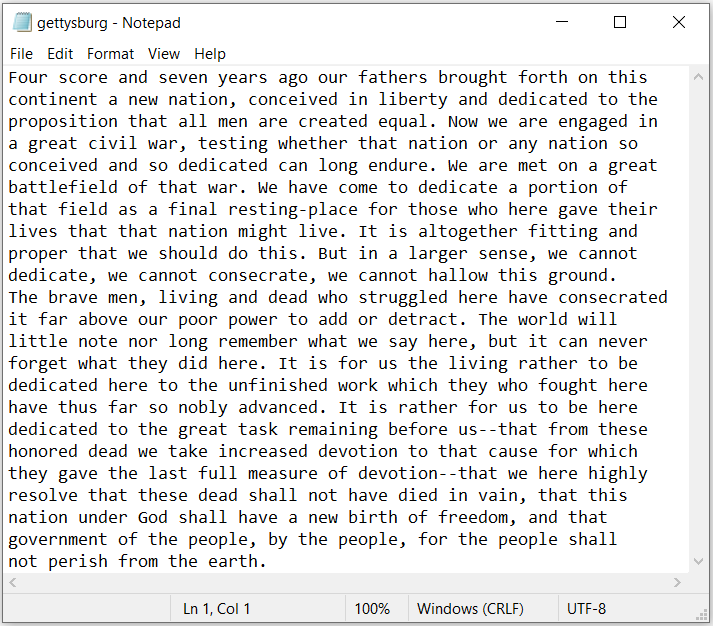 gettysburg - Notepad
File Edit Format View Help
Four score and seven years ago our fathers brought forth on this
continent a new nation, conceived in liberty and dedicated to the
proposition that all men are created equal. Now we are engaged in
a great civil war, testing whether that nation or any nation so
conceived and so dedicated can long endure. We are met on a great
battlefield of that war. We have come to dedicate a portion of
that field as a final resting-place for those who here gave their
lives that that nation might live. It is altogether fitting and
proper that we should do this. But in a larger sense, we cannot
dedicate, we cannot consecrate, we cannot hallow this ground.
The brave men, living and dead who struggled here have consecrated
it far above our poor power to add or detract. The world will
little note nor long remember what we say here, but it can never
forget what they did here. It is for us the living rather to be
dedicated here to the unfinished work which they who fought here
have thus far so nobly advanced. It is rather for us to be here
dedicated to the great task remaining before us--that from these
honored dead we take increased devotion to that cause for which
they gave the last full measure of devotion--that we here highly
resolve that these dead shall not have died in vain, that this
nation under God shall have a new birth of freedom, and that
government of the people, by the people, for the people shall
not perish from the earth.
Ln 1, Col 1 100% Windows (CRLF) UTF-8